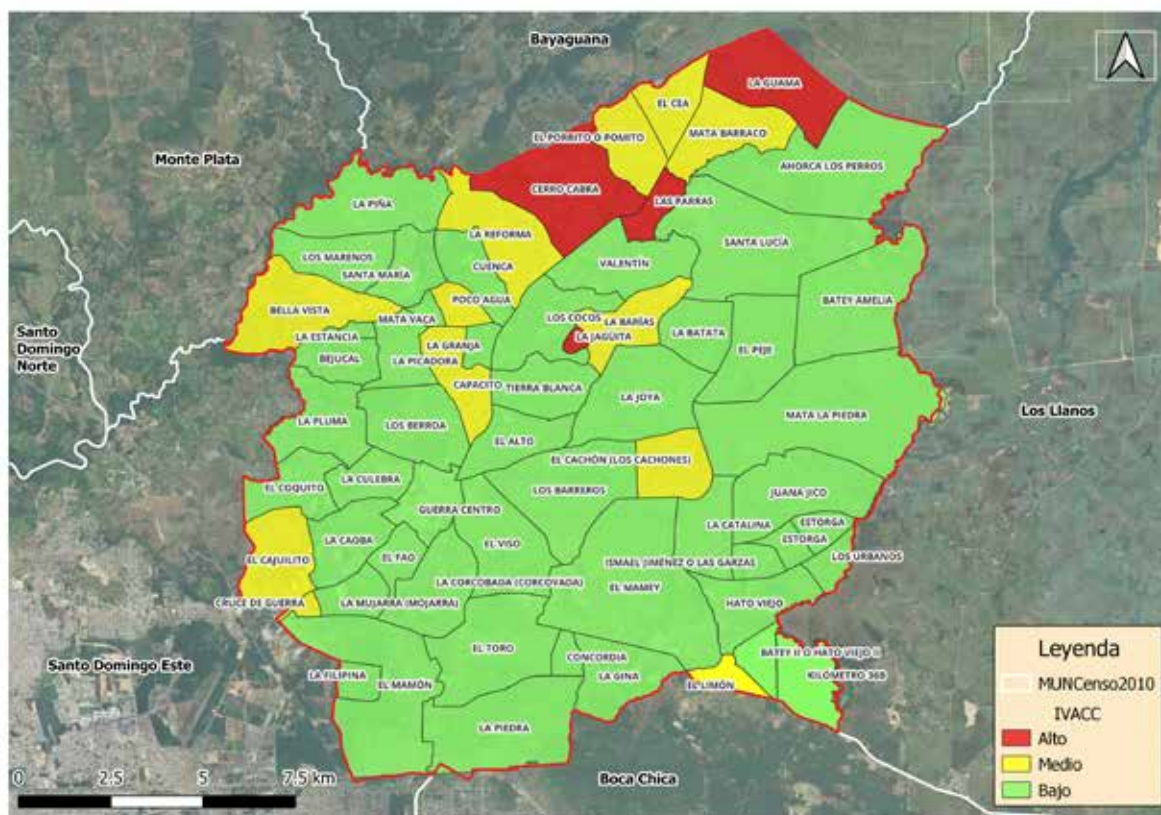 Bayaguana
LA GUAMA
EL CEA
EL PORRITO O POMITO
MATA BARRACO
Monte Plata
AHORCA LOS PERROS
CERRO CABRA
LAS PARRAS
LA PIÑA
LA REFORMA
SANTA LUCÍA
LOS MARENOS
VALENTÍN
CUENCA
SANTA MARÍA
BELLA VISTA
POCO AGUA
BATEY AMELIA
MATA VACA
LOS COCOS
LA BARÍAS
Santo
Domingo
Norte
LA ESTANCIA
LA JAGÜITA
LA BATATA
LA GRANJA
BEJUCAL
LA PICADORA
EL PEJE
CAPACITO
TIERRA BLANCA
LA JOYA
Los Llanos
MATA LA PIEDRA
LA PLUMA
LOS BERROA
EL ALTO
EL CACHÓN (LOS CACHONES)
LA CULEBRA
EL COQUITO
LOS BARREROS
JUANA JICO
GUERRA CENTRO
LA CATALINA
ESTORGA
ESTORGA
LA CAOBA
EL VISO
EL CAJUILITO
EL FAO
LOS URBANOS
ISMAEL JIMÉNEZ O LAS GARZAS
LA CORCOBADA (CORCOVADA)
EL MAMEY
CRUCE DE GUERRA
LA MUJARRA (MOJARRA)
HATO VIEJO
EL TORO
BATEY II O HATO VIEJO II
CONCORDIA
Santo Domingo Este
LA FILIPINA
EL MAMÓN
LA GINA
EL LIMÓN
KILÓMETRO 36B
LA PIEDRA
Boca Chica
0 2.5 5 7.5 km
Leyenda
MUNCenso2010
IVACC
Alto
Medio
Bajo